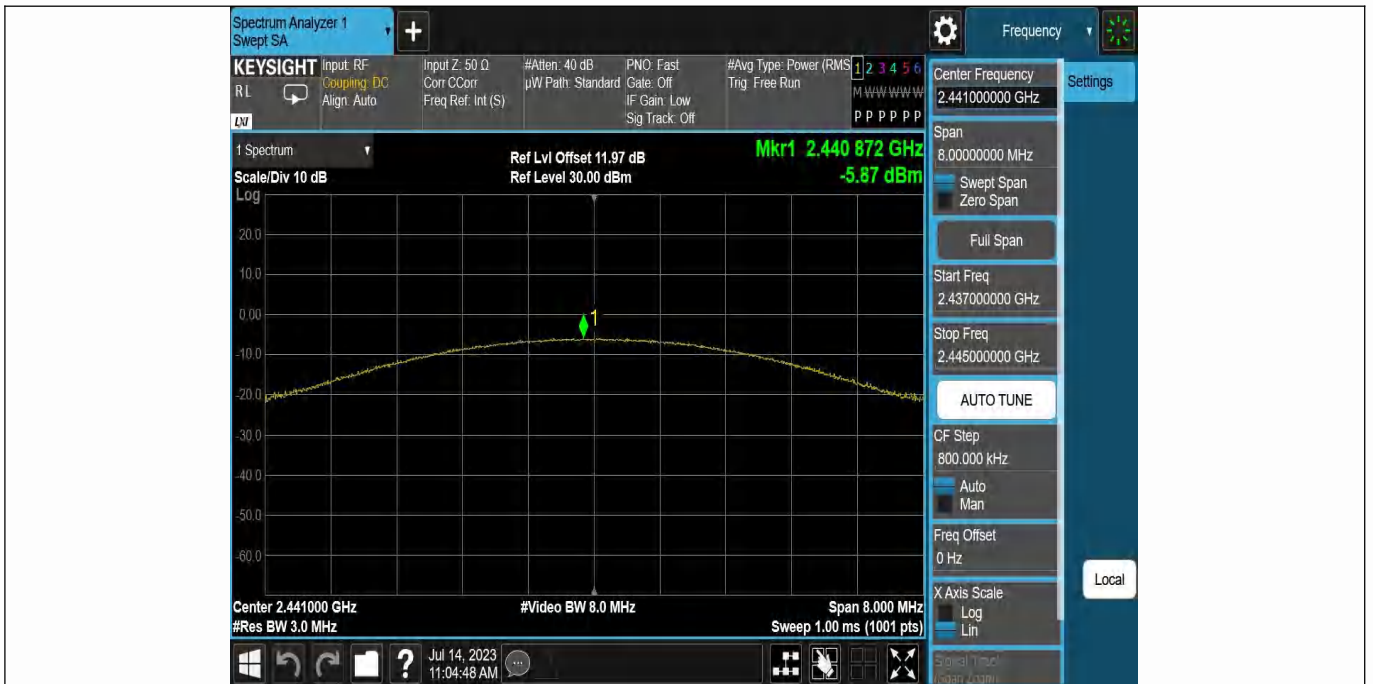 Spectrum Analyzer 1
Swept SA
+
Frequency
KEYSIGHT
RL
LXI
Input: RF
Coupling: DC
Align: Auto
Input Z: 50 Ω
Corr CCorr
Freq Ref: Int (S)
#Atten: 40 dB
µW Path: Standard
PNO: Fast
Gate: Off
IF Gain: Low
Sig Track: Off
#Avg Type: Power (RMS
Trig: Free Run
1 2 3 4 5 6
M W W W W W
P P P P P P
1 Spectrum
Scale/Div 10 dB
Ref Lvl Offset 11.97 dB
Ref Level 30.00 dBm
Mkr1 2.440 872 GHz
-5.87 dBm
Log
20.0
10.0
0.00
-10.0
-20.0
-30.0
-40.0
-50.0
-60.0
1
Center 2.441000 GHz
#Res BW 3.0 MHz
#Video BW 8.0 MHz
Span 8.000 MHz
Sweep 1.00 ms (1001 pts)
Center Frequency
2.441000000 GHz
Settings
Span
8.00000000 MHz
Swept Span
Zero Span
Full Span
Start Freq
2.437000000 GHz
Stop Freq
2.445000000 GHz
AUTO TUNE
CF Step
800.000 kHz
Auto
Man
Freq Offset
0 Hz
X Axis Scale
Log
Lin
Local
Signal Track
(Span Zoom)
?
Jul 14, 2023
11:04:48 AM